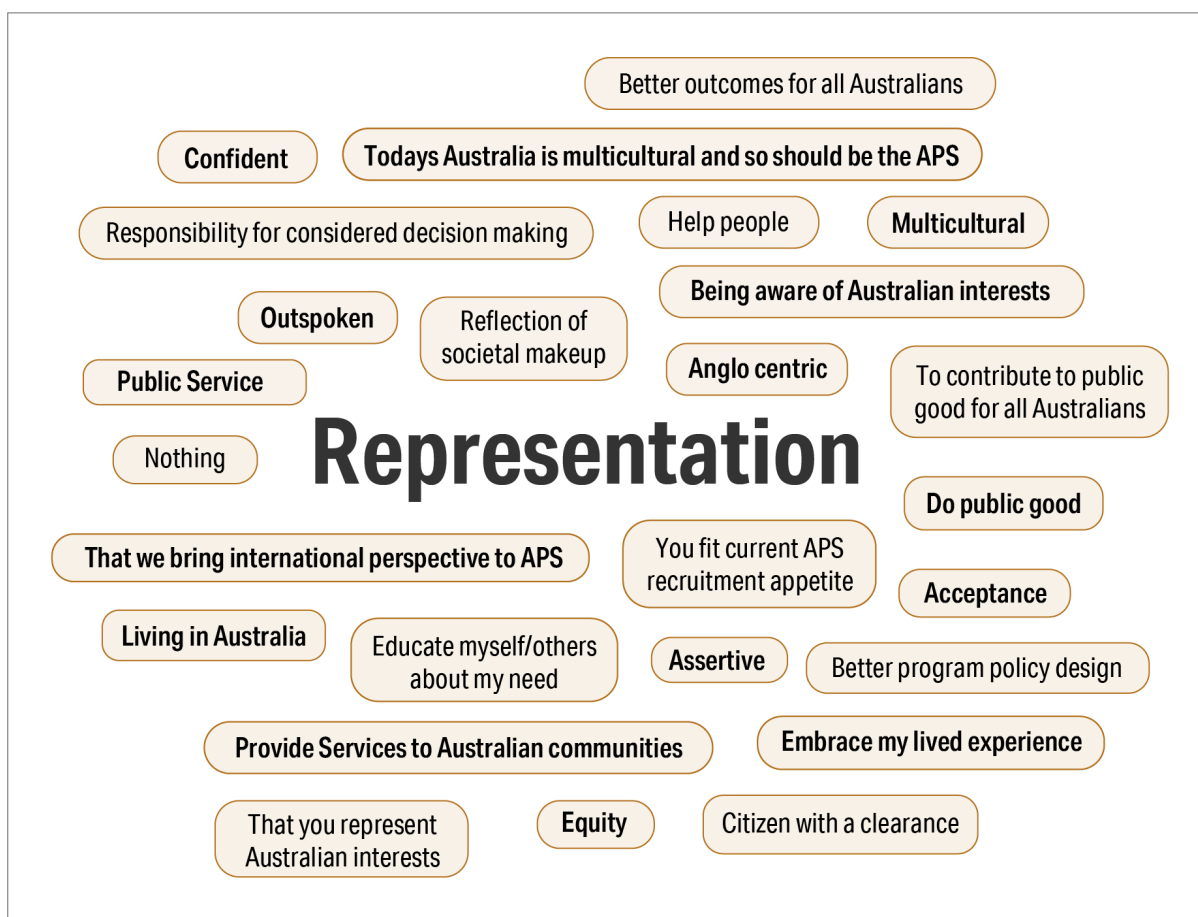 Better outcomes for all Australians
Confident
Todays Australia is multicultural and so should be the APS
Responsibility for considered decision making
Help people
Multicultural
Being aware of Australian interests
Outspoken
Reflection of
societal makeup
Public Service
Anglo centric
To contribute to public
good for all Australians
Nothing
Representation
Do public good
That we bring international perspective to APS
You fit current APS
recruitment appetite
Acceptance
Living in Australia
Educate myself/others
about my need
Assertive
Better program policy design
Provide Services to Australian communities
Embrace my lived experience
That you represent
Australian interests
Equity
Citizen with a clearance